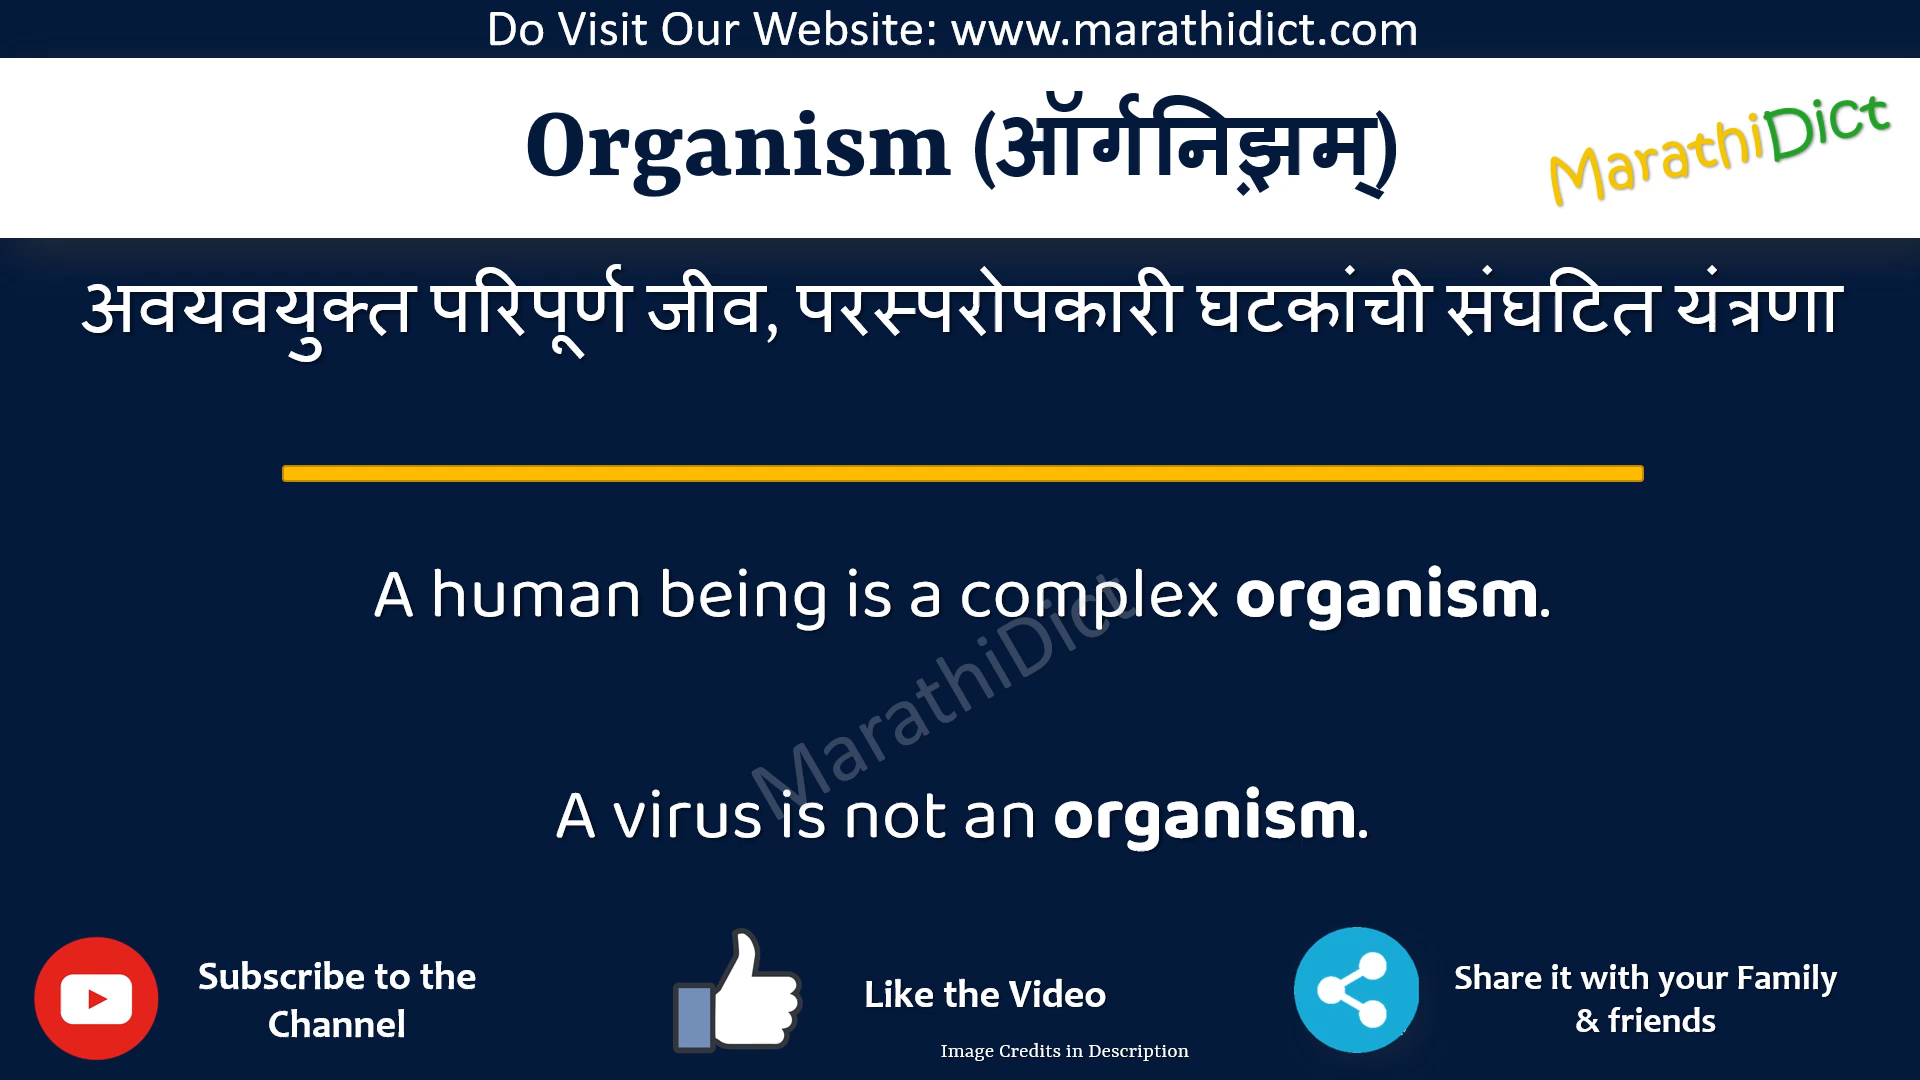 Do Visit Our Website: www.marathidict.com
Organism (ऑर्गनिझ़म्)
MarathiDict
अवयवयुक्त परिपूर्ण जीव, परस्परोपकारी घटकांची संघटित यंत्रणा
A human being is a complex organism.
MarathiDict
A virus is not an organism.
Subscribe to the
Channel
Like the Video
Share it with your Family
& friends
Image Credits in Description